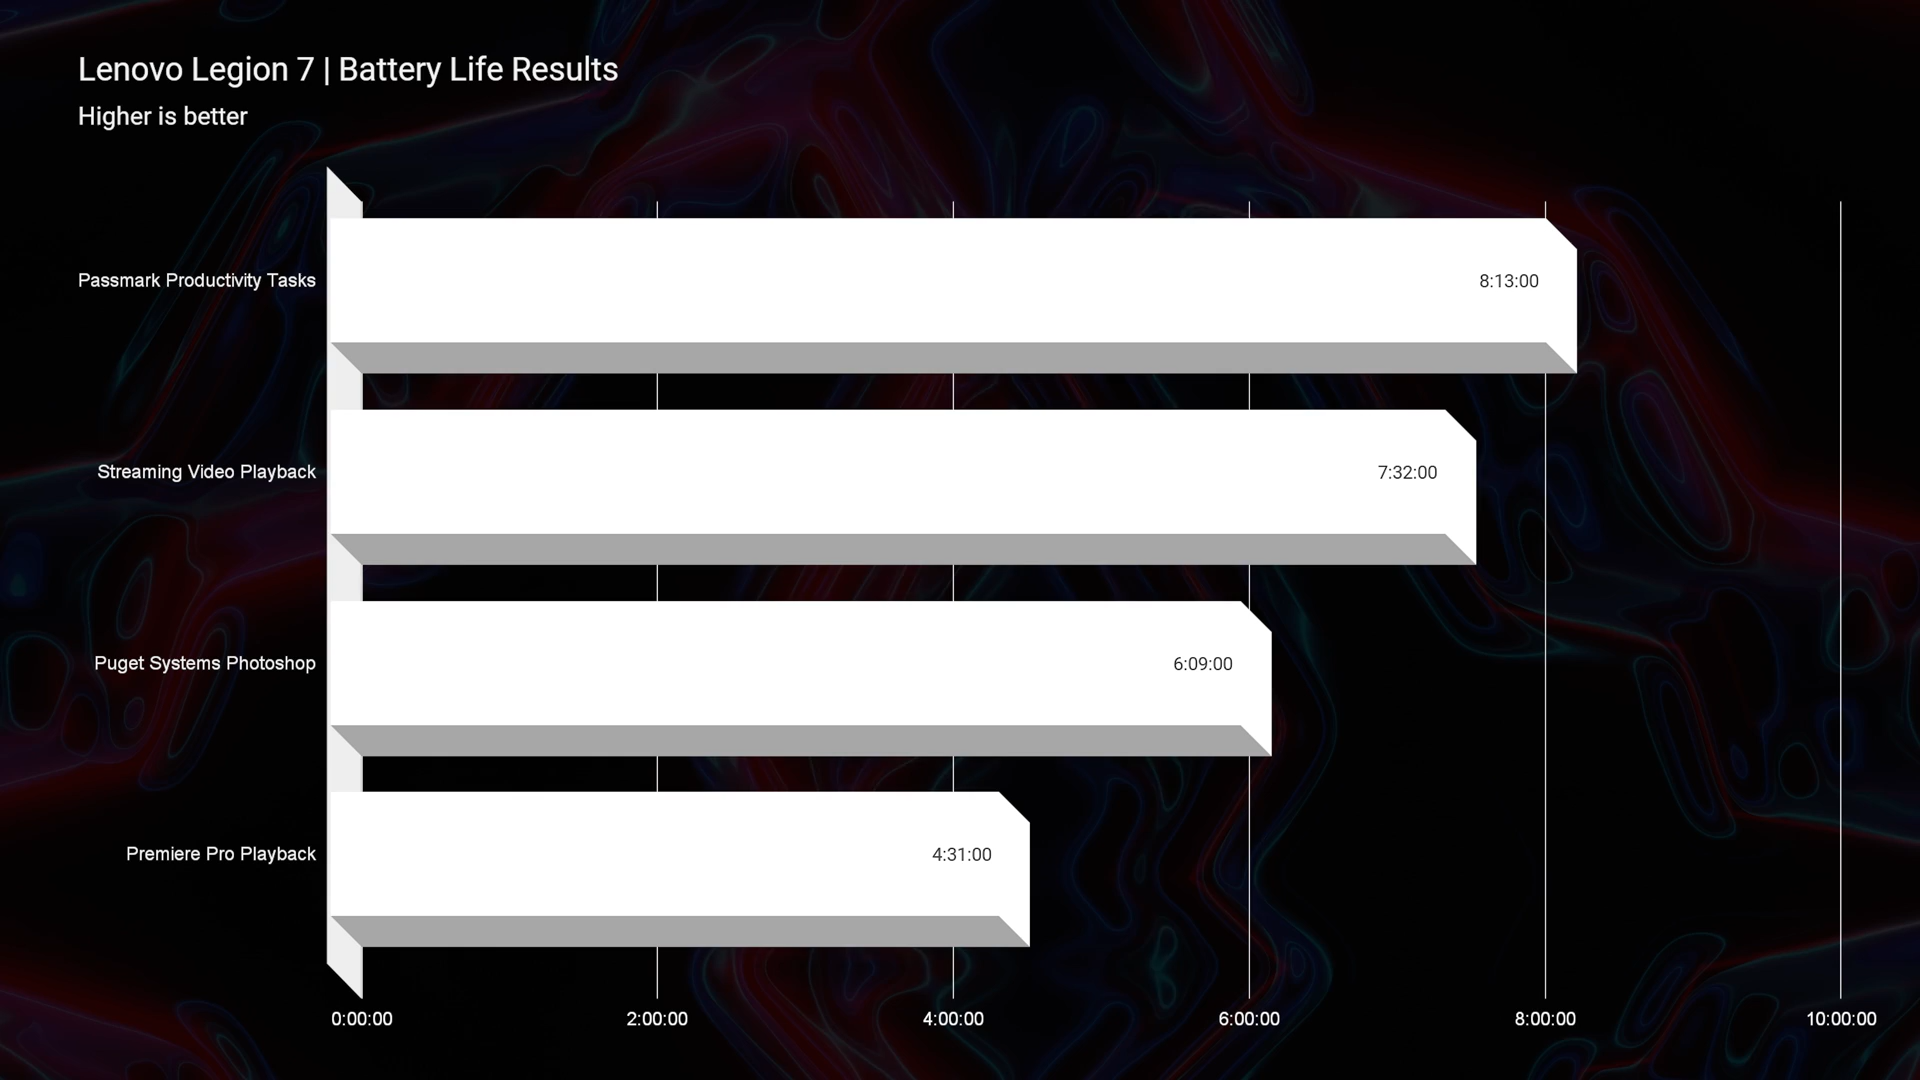 Lenovo Legion 7 | Battery Life Results
Higher is better
Passmark Productivity Tasks
8:13:00
Streaming Video Playback
7:32:00
Puget Systems Photoshop
6:09:00
Premiere Pro Playback
4:31:00
0:00:00
2:00:00
4:00:00
6:00:00
8:00:00
10:00:00